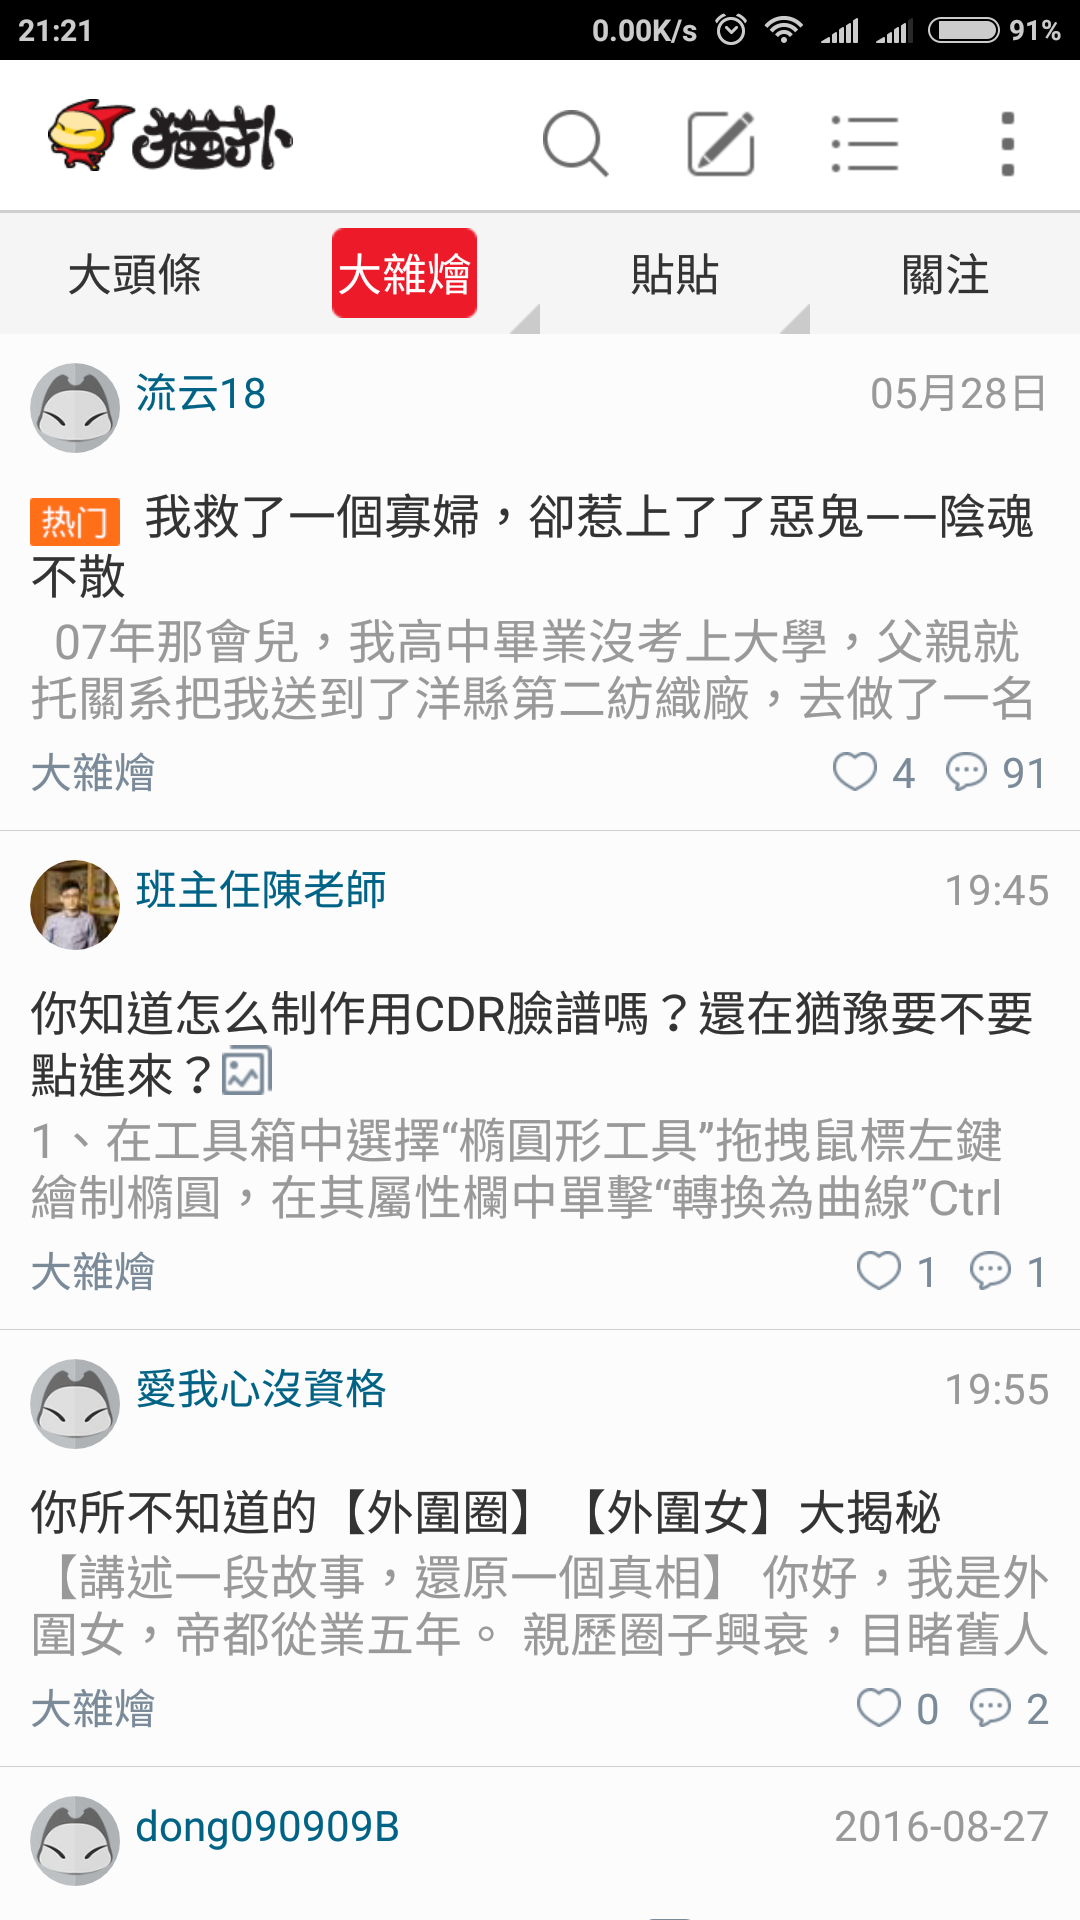 21:21 0.00K/s 91%
猫扑
大頭條 大雜燴 貼貼 關注
流云18 05月28日
热门 我救了一個寡婦，卻惹上了了惡鬼——陰魂
不散
07年那會兒，我高中畢業沒考上大學，父親就
托關系把我送到了洋縣第二紡織廠，去做了一名
大雜燴 4 91
班主任陳老師 19:45
你知道怎么制作用CDR臉譜嗎？還在猶豫要不要
點進來？
1、在工具箱中選擇“橢圓形工具”拖拽鼠標左鍵
繪制橢圓，在其屬性欄中單擊“轉換為曲線”Ctrl
大雜燴 1 1
愛我心沒資格 19:55
你所不知道的【外圍圈】【外圍女】大揭秘
【講述一段故事，還原一個真相】 你好，我是外
圍女，帝都從業五年。 親歷圈子興衰，目睹舊人
大雜燴 0 2
dong090909B 2016-08-27